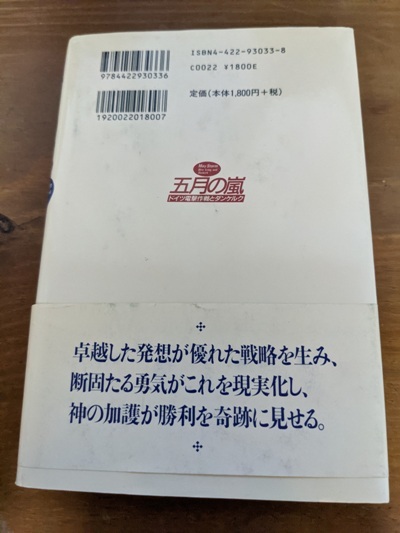 ISBN4-422-93033-8
C0022 ¥1800E
9784422930336
定価(本体1,800円+税)
1920022018007
五月の嵐
ドイツ電撃作戦とダンケルク
卓越した発想が優れた戦略を生み、
断固たる勇気がこれを現実化し、
神の加護が勝利を奇跡に見せる。